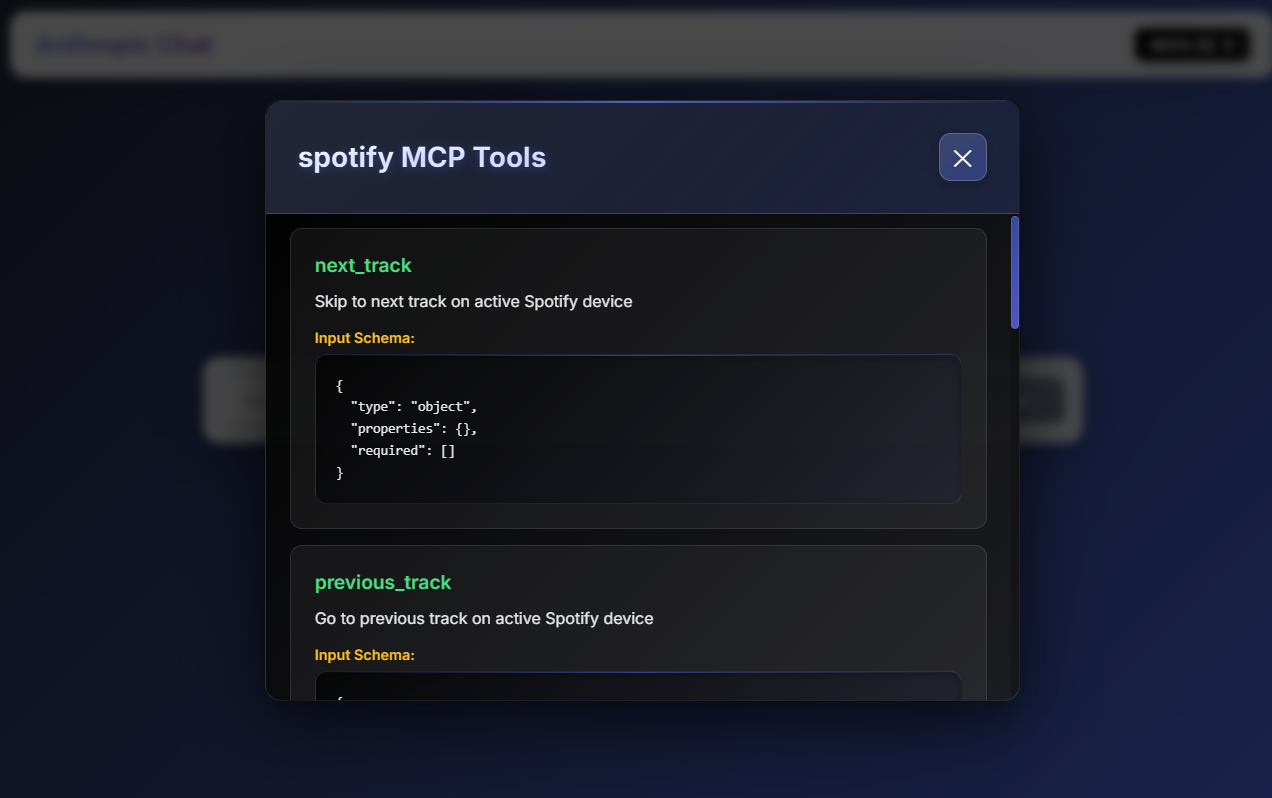 Anthropic Chat
spotify MCP Tools
next_track
Skip to next track on active Spotify device
Input Schema:
{
  "type": "object",
  "properties": {},
  "required": []
}
previous_track
Go to previous track on active Spotify device
Input Schema:
{